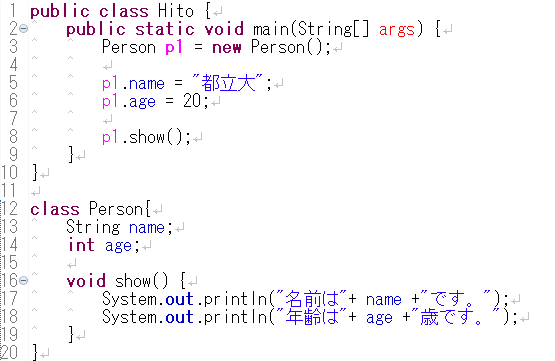 1 public class Hito {
2 public static void main(String[] args) {
3 Person p1 = new Person();
4
5 p1.name = "都立大";
6 p1.age = 20;
7
8 p1.show();
9 }
10 }
11
12 class Person{
13 String name;
14 int age;
15
16 void show() {
17 System.out.println("名前は"+ name +"です。");
18 System.out.println("年齢は"+ age +"歳です。");
19 }
20 }